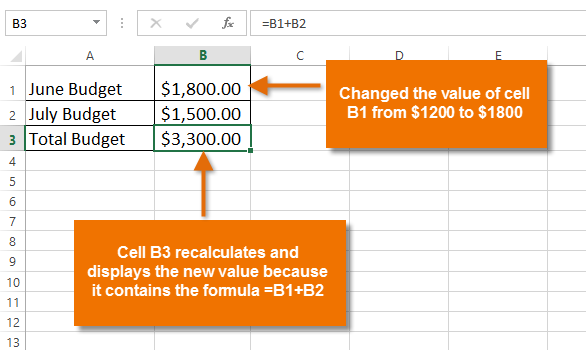 B3 fx =B1+B2
A B C D E
1 June Budget $1,800.00
2 July Budget $1,500.00
3 Total Budget $3,300.00
4
5
6
7
8
9
10
11
12
13
Changed the value of cell
B1 from $1200 to $1800
Cell B3 recalculates and
displays the new value because
it contains the formula =B1+B2